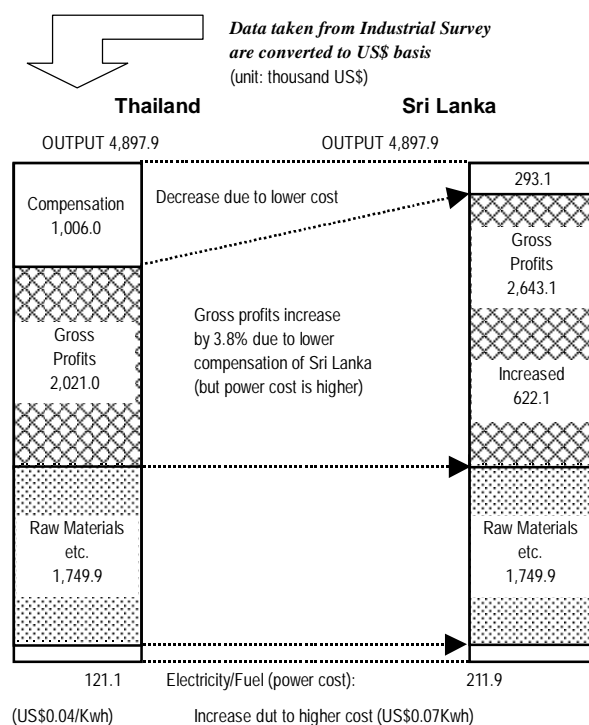 Data taken from Industrial Survey
are converted to US$ basis
(unit: thousand US$)
Thailand
Sri Lanka
OUTPUT 4,897.9
OUTPUT 4,897.9
Compensation
1,006.0
Decrease due to lower cost
293.1
Gross
Profits
2,643.1
Gross profits increase
by 3.8% due to lower
compensation of Sri Lanka
(but power cost is higher)
Gross
Profits
2,021.0
Increased
622.1
Raw Materials
etc.
1,749.9
Raw Materials
etc.
1,749.9
121.1
Electricity/Fuel (power cost):
211.9
(US$0.04/Kwh)
Increase dut to higher cost (US$0.07Kwh)